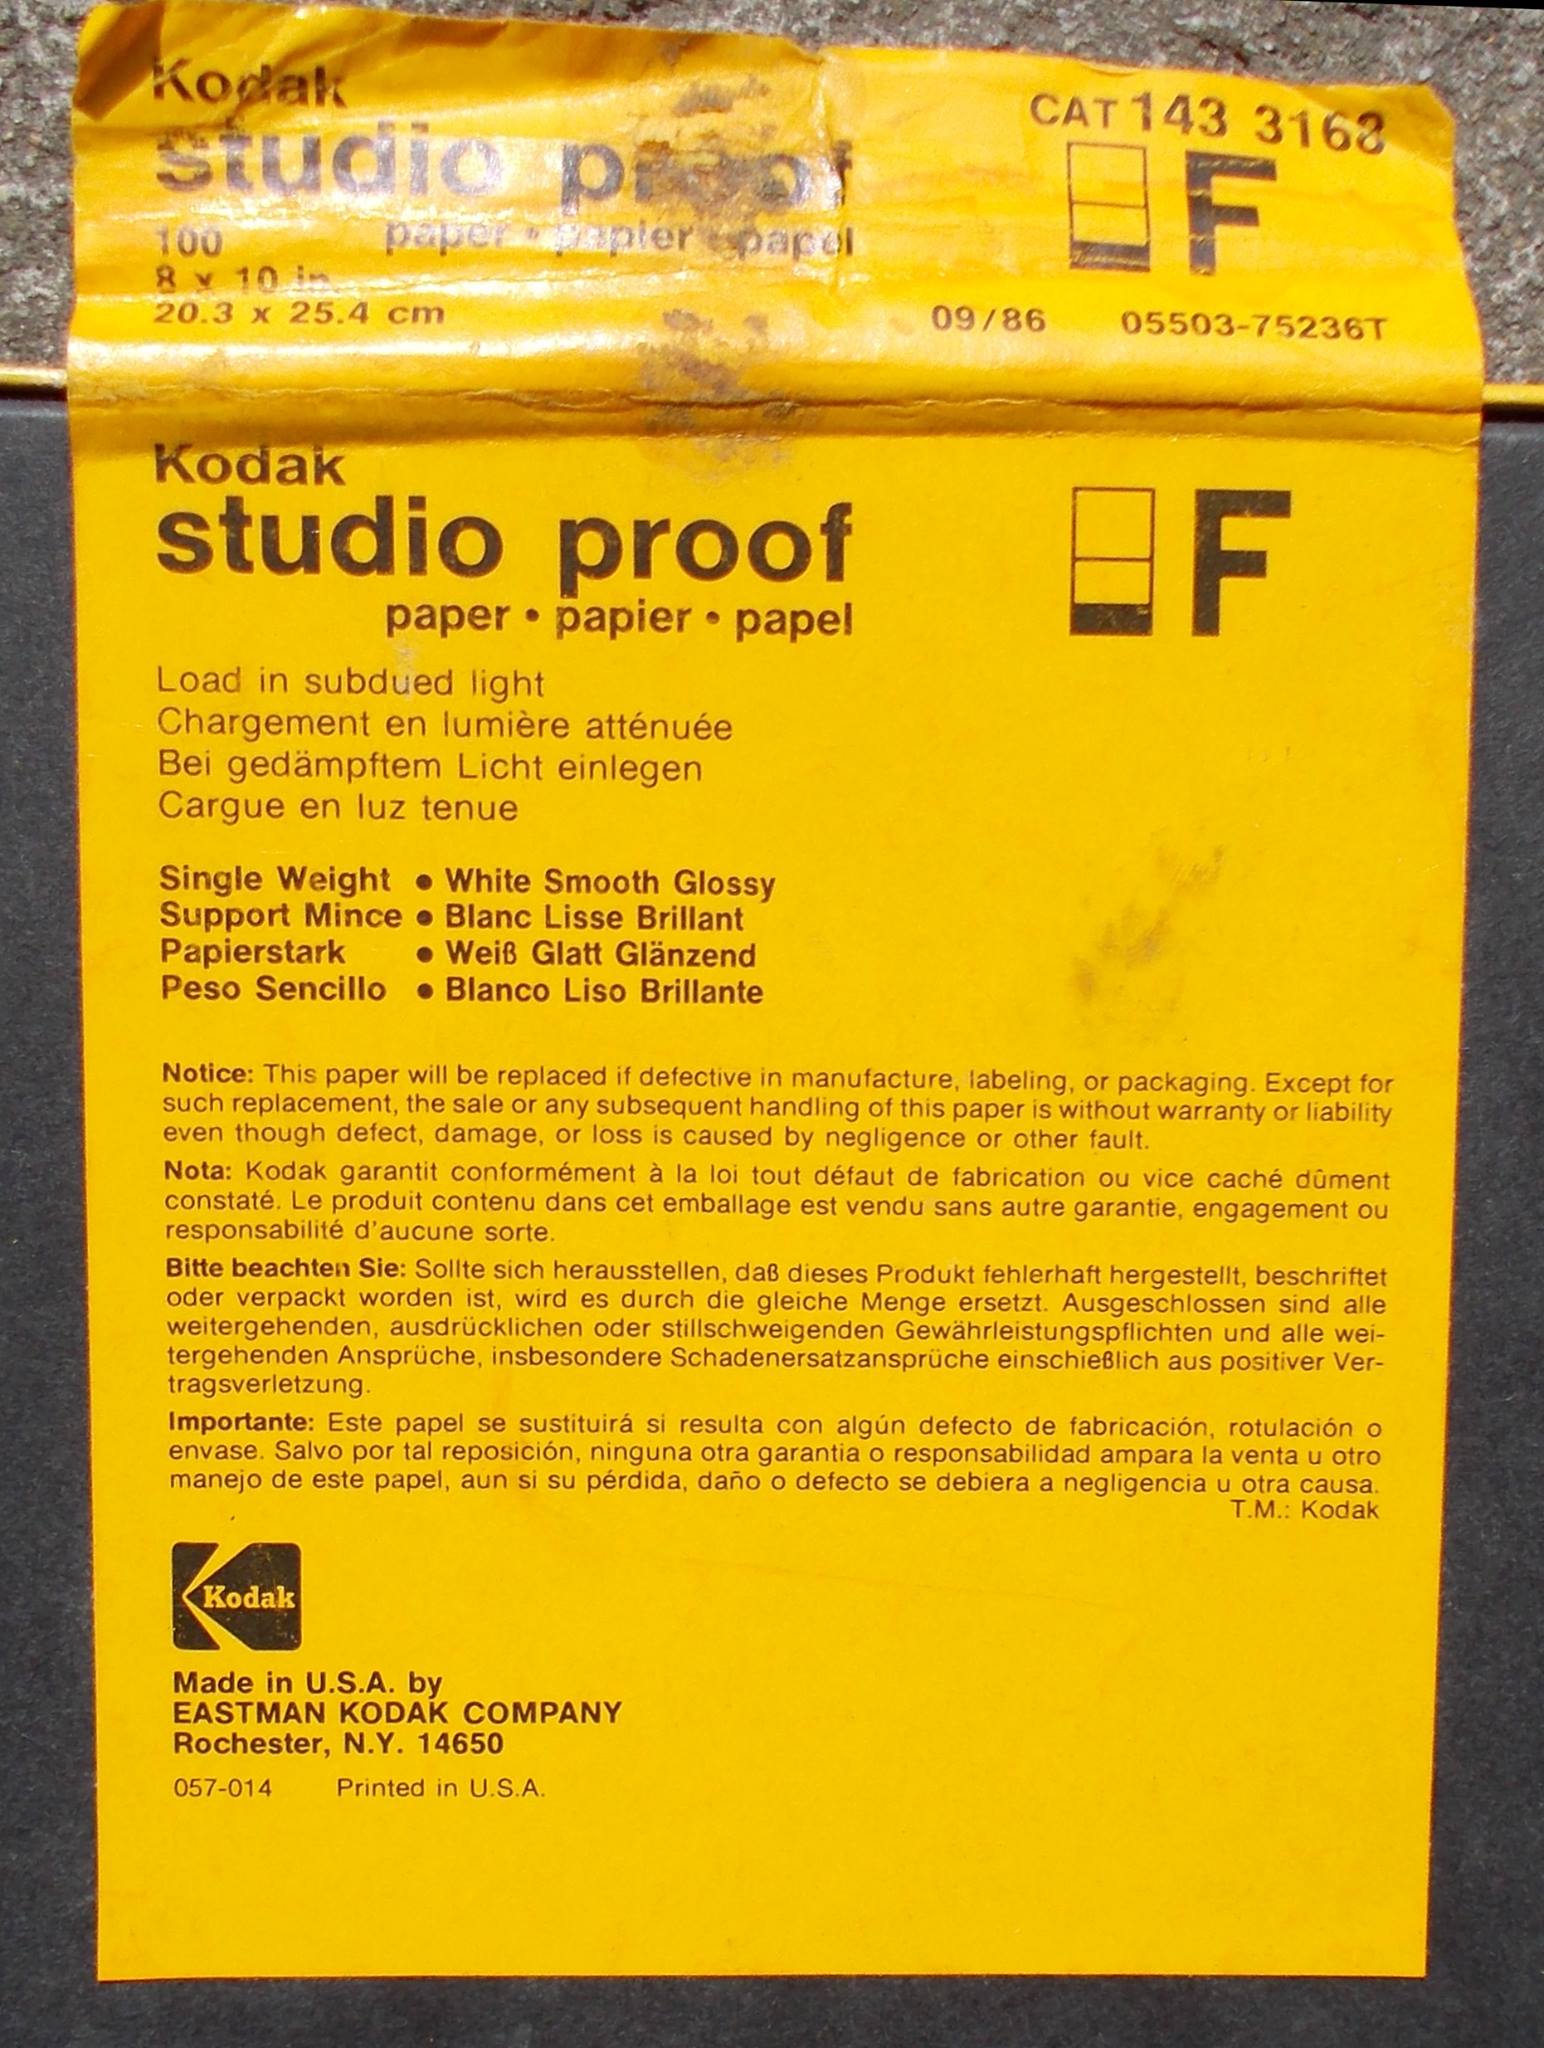 Kodak
CAT 143 3168
studio proof
F
100
paper • papier • papel
8 x 10 in.
20.3 x 25.4 cm
09/86
05503-75236T
Kodak
studio proof
F
paper • papier • papel
Load in subdued light
Chargement en lumière atténuée
Bei gedämpftem Licht einlegen
Cargue en luz tenue
Single Weight • White Smooth Glossy
Support Mince • Blanc Lisse Brillant
Papierstark • Weiß Glatt Glänzend
Peso Sencillo • Blanco Liso Brillante
Notice: This paper will be replaced if defective in manufacture, labeling, or packaging. Except for
such replacement, the sale or any subsequent handling of this paper is without warranty or liability
even though defect, damage, or loss is caused by negligence or other fault.
Nota: Kodak garantit conformément à la loi tout défaut de fabrication ou vice caché dûment
constaté. Le produit contenu dans cet emballage est vendu sans autre garantie, engagement ou
responsabilité d'aucune sorte.
Bitte beachten Sie: Sollte sich herausstellen, daß dieses Produkt fehlerhaft hergestellt, beschriftet
oder verpackt worden ist, wird es durch die gleiche Menge ersetzt. Ausgeschlossen sind alle
weitergehenden, ausdrücklichen oder stillschweigenden Gewährleistungspflichten und alle wei-
tergehenden Ansprüche, insbesondere Schadenersatzansprüche einschießlich aus positiver Ver-
tragsverletzung.
Importante: Este papel se sustituirá si resulta con algún defecto de fabricación, rotulación o
envase. Salvo por tal reposición, ninguna otra garantia o responsabilidad ampara la venta u otro
manejo de este papel, aun si su pérdida, daño o defecto se debiera a negligencia u otra causa.
T.M.: Kodak
Kodak
Made in U.S.A. by
EASTMAN KODAK COMPANY
Rochester, N.Y. 14650
057-014 Printed in U.S.A.